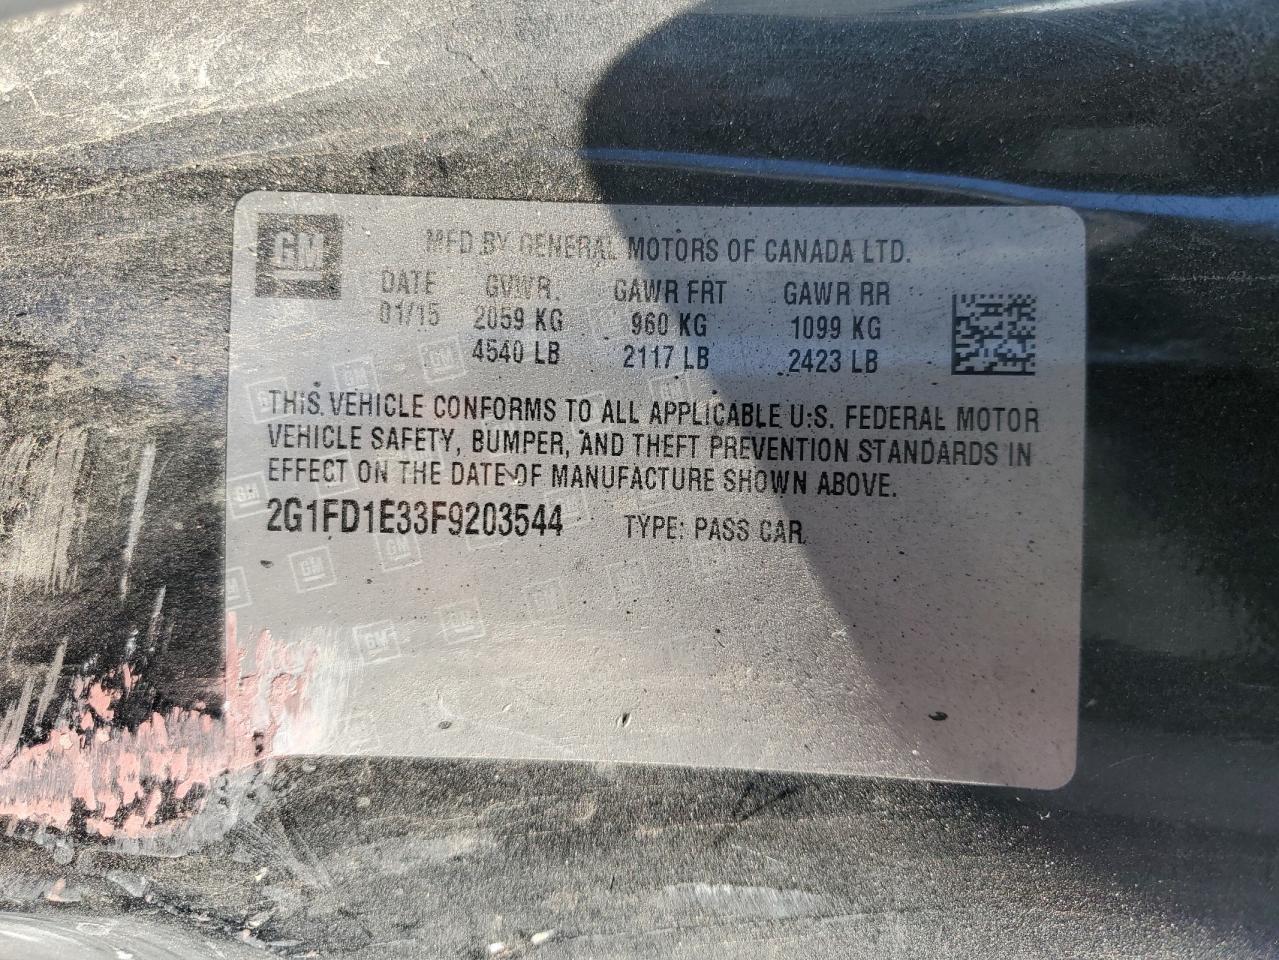 GM
MFD BY GENERAL MOTORS OF CANADA LTD.
DATE GVWR. GAWR FRT GAWR RR
01/15 2059 KG 960 KG 1099 KG
4540 LB 2117 LB 2423 LB
THIS VEHICLE CONFORMS TO ALL APPLICABLE U.S. FEDERAL MOTOR
VEHICLE SAFETY, BUMPER, AND THEFT PREVENTION STANDARDS IN
EFFECT ON THE DATE OF MANUFACTURE SHOWN ABOVE.
2G1FD1E33F9203544 TYPE: PASS CAR